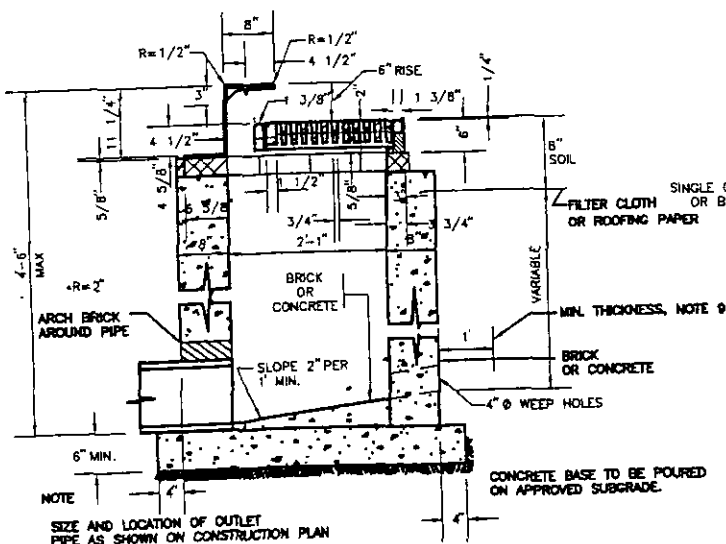 8"
R=1/2"
R=1/2"
4 1/2"
6" RISE
1/4"
3"
1 3/8"
2"
1 3/8"
11 1/4"
4 1/2"
6"
8"
SOIL
5/8"
4 5/8"
1 1/2"
5/8"
SINGLE
FILTER CLOTH OR B
OR ROOFING PAPER
6 5/8"
3/4"
3 3/4"
8"
2'-1"
8"
4'-6"
MAX
VARIABLE
R=2"
BRICK
OR
CONCRETE
ARCH BRICK
AROUND PIPE
MIN. THICKNESS, NOTE 9
1'
SLOPE 2" PER
1' MIN.
BRICK
OR CONCRETE
4" Ø WEEP HOLES
6" MIN.
NOTE
4"
CONCRETE BASE TO BE POURED
ON APPROVED SUBGRADE.
SIZE AND LOCATION OF OUTLET
PIPE AS SHOWN ON CONSTRUCTION PLAN
4"